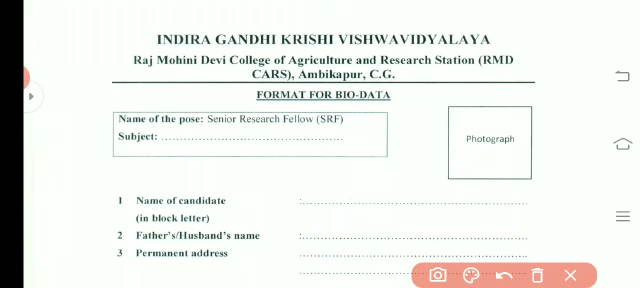 INDIRA GANDHI KRISHI VISHWAVIDYALAYA
Raj Mohini Devi College of Agriculture and Research Station (RMD
CARS), Ambikapur, C.G.
FORMAT FOR BIO-DATA
Name of the pose: Senior Research Fellow (SRF)
Subject: ................................................
Photograph
1 Name of candidate :............................................................
(in block letter)
2 Father's/Husband's name :............................................................
3 Permanent address ............................................................
............................................................